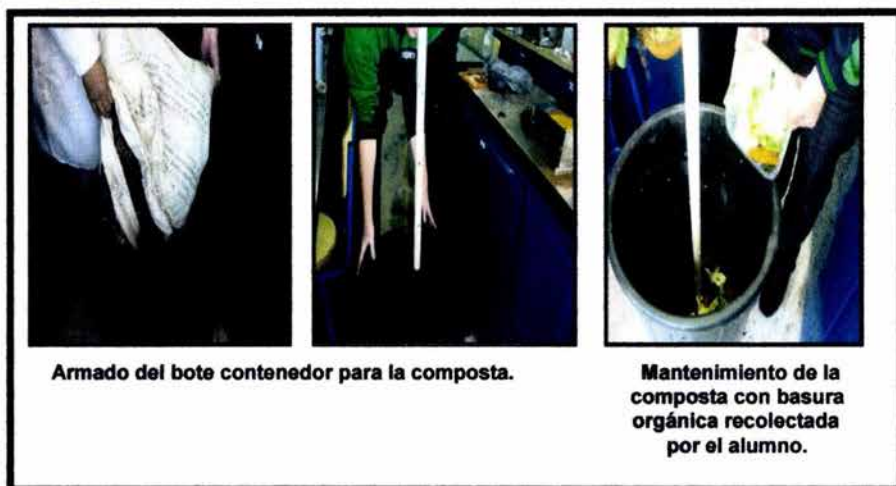 Armado del bote contenedor para la composta.
Mantenimiento de la
composta con basura
orgánica recolectada
por el alumno.